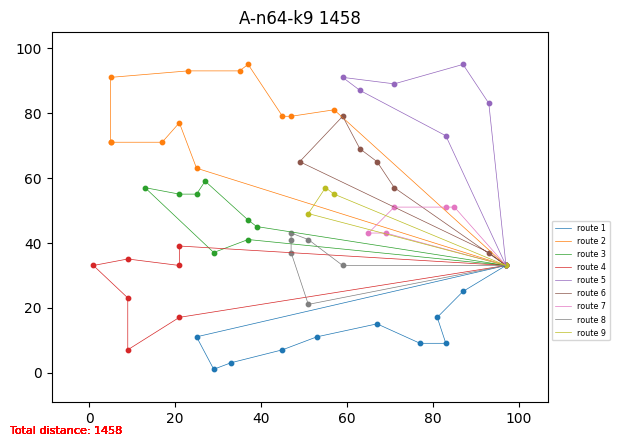 A-n64-k9 1458
100
80
60
40
20
0
0 20 40 60 80 100
route 1
route 2
route 3
route 4
route 5
route 6
route 7
route 8
route 9
Total distance: 1458